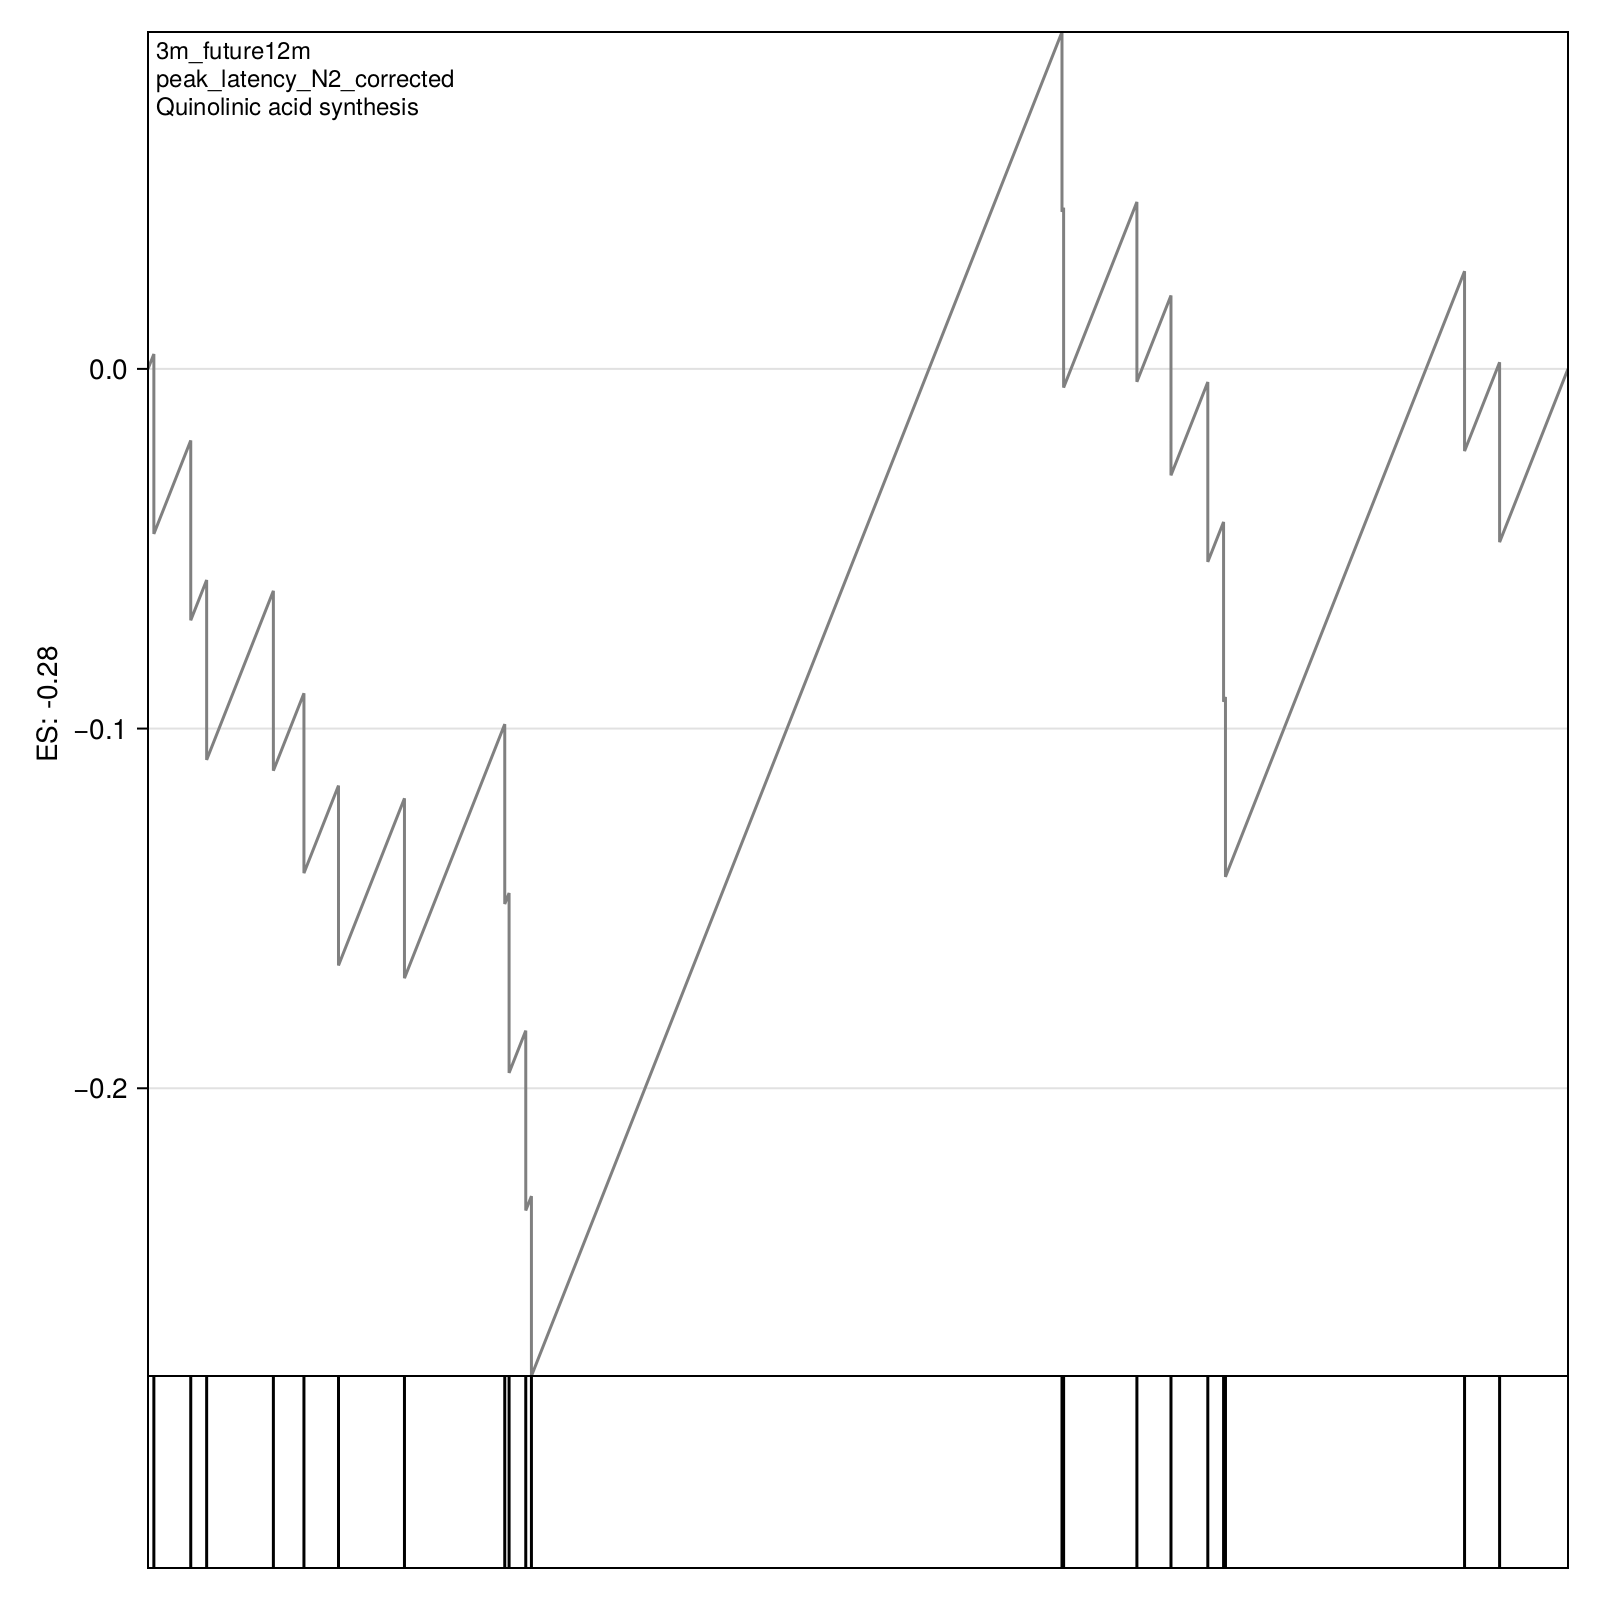 3m_future12m
peak_latency_N2_corrected
Quinolinic acid synthesis
0.0
−0.1
−0.2
ES: -0.28